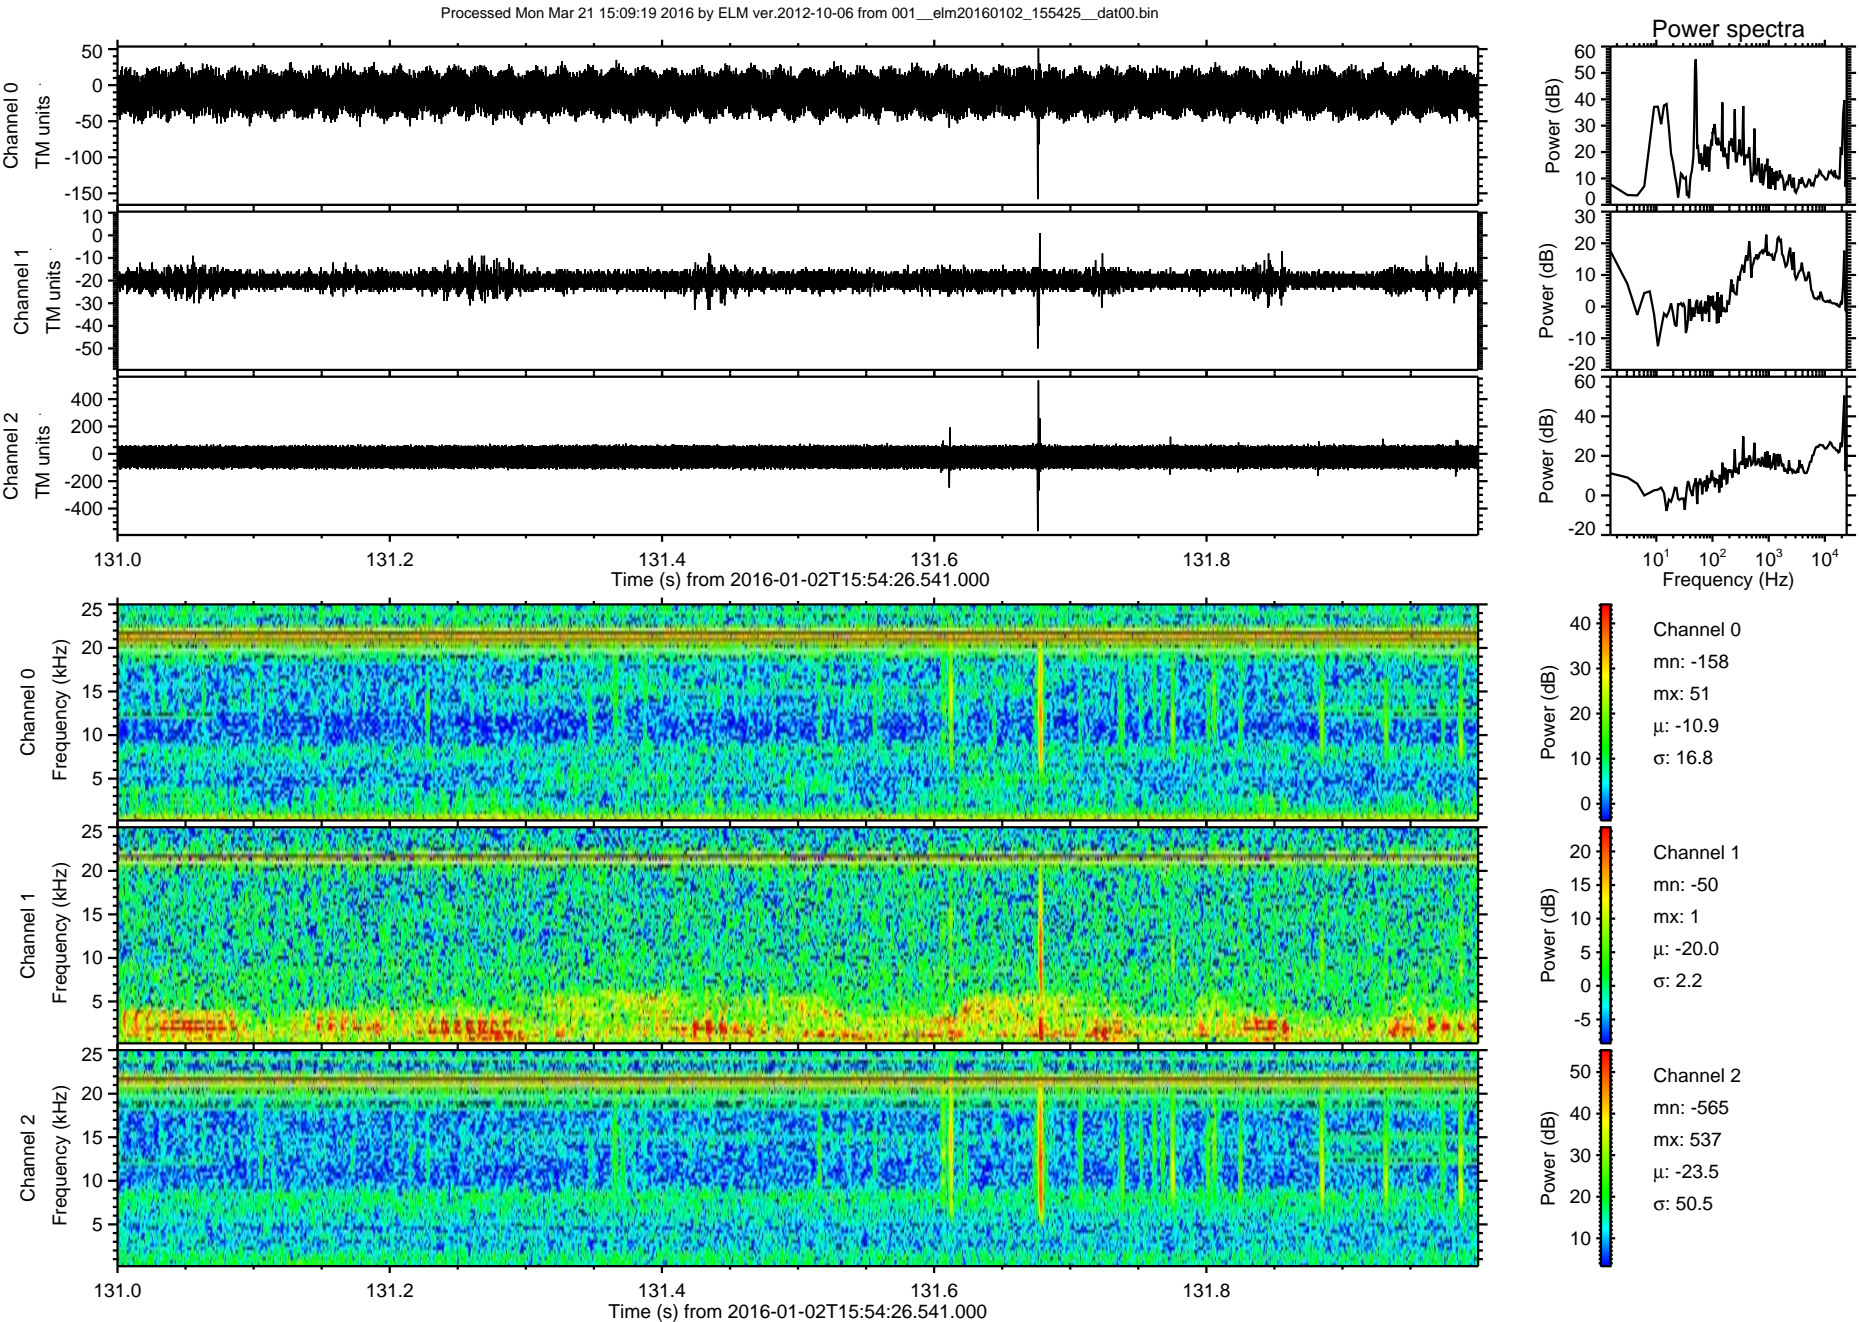 Processed Mon Mar 21 15:09:19 2016 by ELM ver.2012-10-06 from 001__elm20160102_155425__dat00.bin
Power spectra
Channel 0
TM units
50
0
-50
-100
-150
Power (dB)
60
50
40
30
20
10
0
Channel 1
TM units
10
0
-10
-20
-30
-40
-50
Power (dB)
30
20
10
0
-10
-20
Channel 2
TM units
400
200
0
-200
-400
Power (dB)
60
40
20
0
-20
131.0 131.2 131.4 131.6 131.8
Time (s) from 2016-01-02T15:54:26.541.000
10¹ 10² 10³ 10⁴
Frequency (Hz)
Channel 0
Frequency (kHz)
25
20
15
10
5
Power (dB)
40
30
20
10
0
Channel 0
mn: -158
mx: 51
μ: -10.9
σ: 16.8
Channel 1
Frequency (kHz)
25
20
15
10
5
Power (dB)
20
15
10
5
0
-5
Channel 1
mn: -50
mx: 1
μ: -20.0
σ: 2.2
Channel 2
Frequency (kHz)
25
20
15
10
5
Power (dB)
50
40
30
20
10
Channel 2
mn: -565
mx: 537
μ: -23.5
σ: 50.5
131.0 131.2 131.4 131.6 131.8
Time (s) from 2016-01-02T15:54:26.541.000